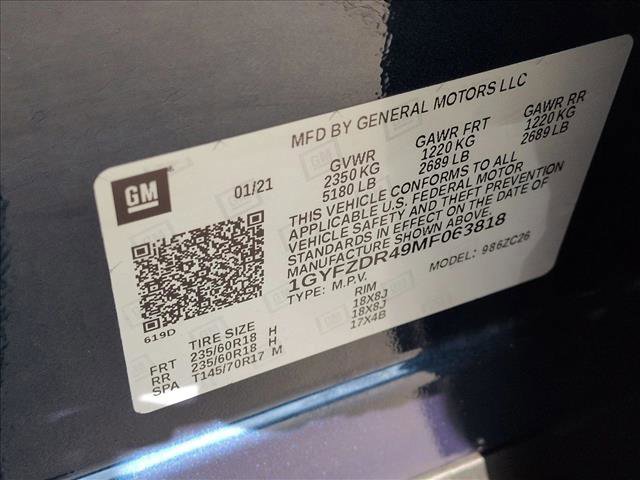 MFD BY GENERAL MOTORS LLC
GM
01/21
GVWR GAWR FRT GAWR RR
2350 KG 1220 KG 1220 KG
5180 LB 2689 LB 2689 LB
THIS VEHICLE CONFORMS TO ALL
APPLICABLE U.S. FEDERAL MOTOR
VEHICLE SAFETY AND THEFT PREVENTION
STANDARDS IN EFFECT ON THE DATE OF
MANUFACTURE SHOWN ABOVE.
1GYFZDR49MF063818
TYPE: M.P.V. MODEL: 986ZC26
619D
TIRE SIZE RIM
FRT 235/60R18 H 18X8J
RR 235/60R18 H 18X8J
SPA T145/70R17 M 17X4B